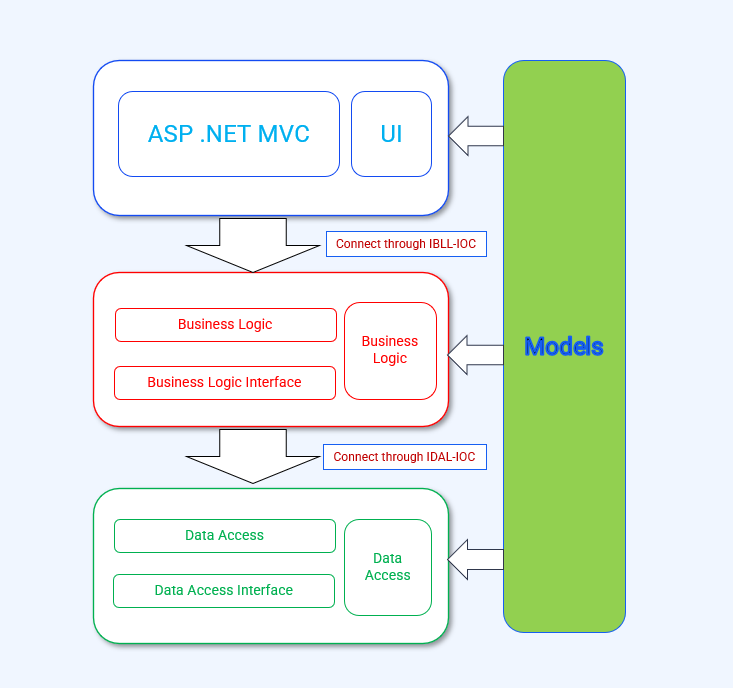 ASP .NET MVC
UI
Connect through IBLL-IOC
Business Logic
Business Logic Interface
Business
Logic
Connect through IDAL-IOC
Data Access
Data Access Interface
Data
Access
Models